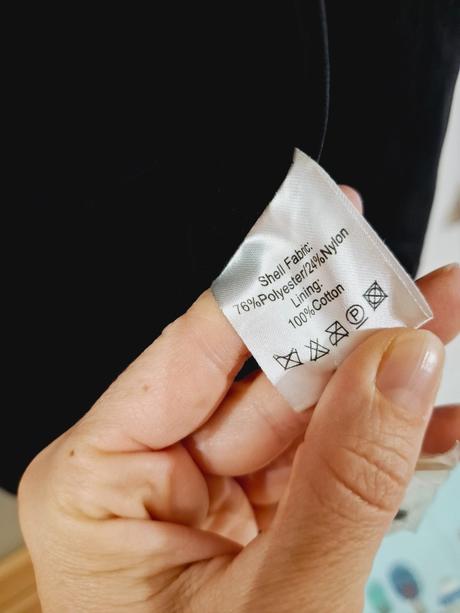 Shell Fabric:
76%Polyester/24%Nylon
Lining:
100%Cotton
P